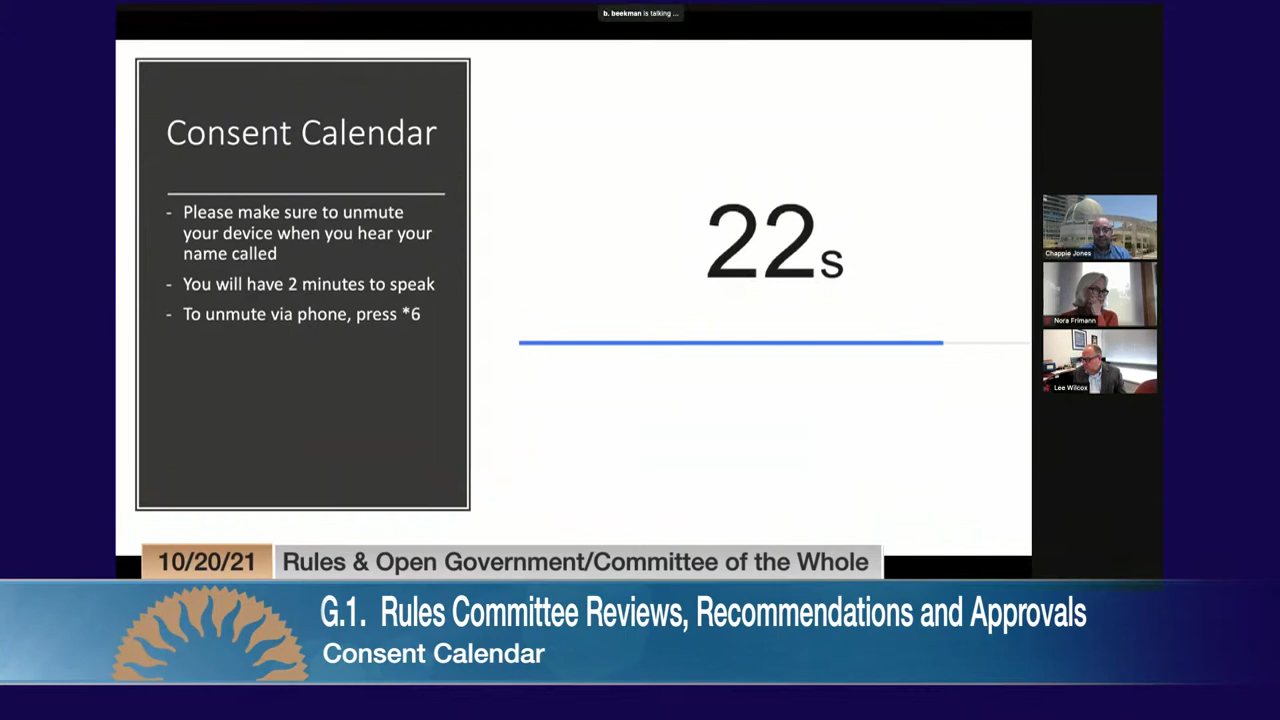 b. beekman is talking ...
Consent Calendar
- Please make sure to unmute
your device when you hear your
name called
- You will have 2 minutes to speak
- To unmute via phone, press *6
22s
Chappie Jones
Nora Frimann
Lee Wilcox
10/20/21
Rules & Open Government/Committee of the Whole
G.1. Rules Committee Reviews, Recommendations and Approvals
Consent Calendar